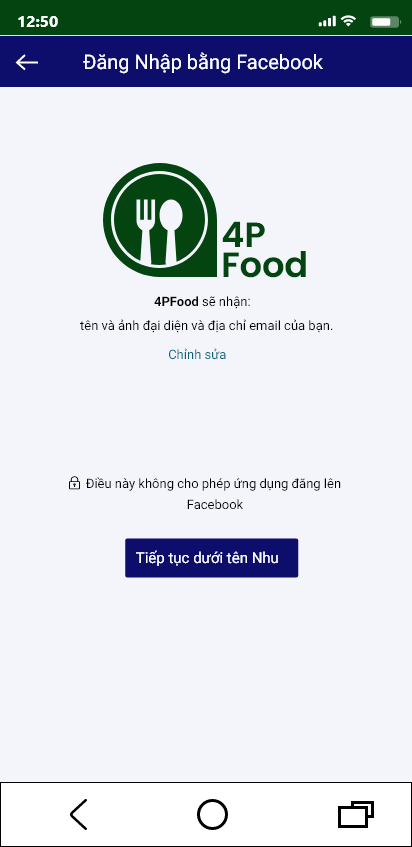 12:50
Đăng Nhập bằng Facebook
4P
Food
4PFood sẽ nhận:
tên và ảnh đại diện và địa chỉ email của bạn.
Chỉnh sửa
Điều này không cho phép ứng dụng đăng lên
Facebook
Tiếp tục dưới tên Nhu